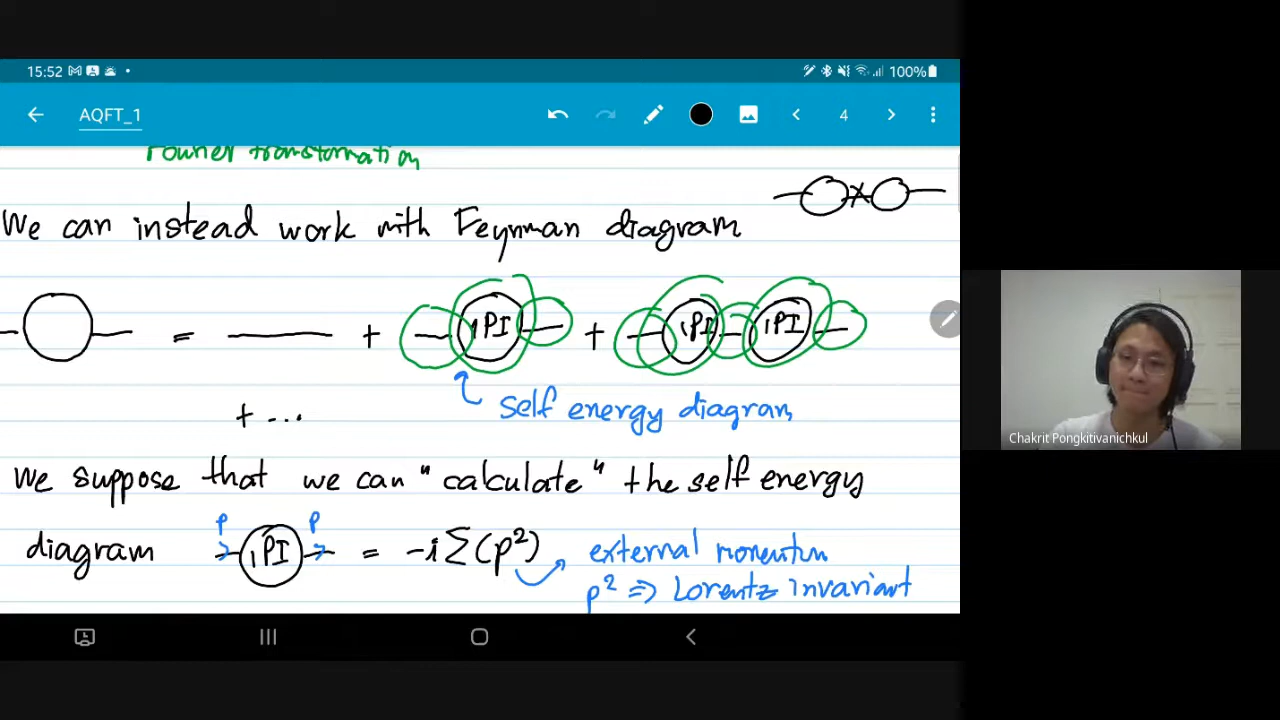 15:52
100%
AQFT_1
4
Fourier transformation
We can instead work with Feynman diagram
= + 1PI + 1PI 1PI
+ ...
self energy diagram
We suppose that we can "calculate" the self energy
p p
diagram 1PI = -i Σ(p²) external momentum
p² => Lorentz invariant
Chakrit Pongkitivanichkul